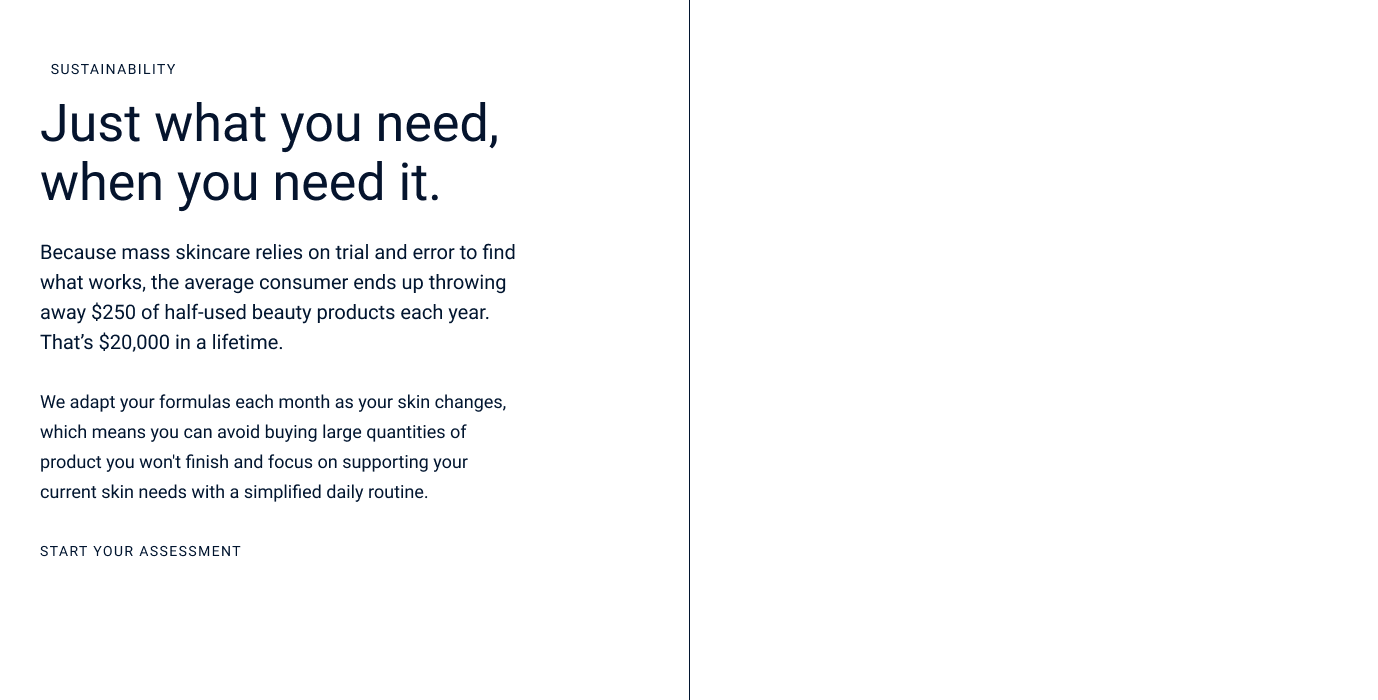 SUSTAINABILITY
Just what you need,
when you need it.
Because mass skincare relies on trial and error to find
what works, the average consumer ends up throwing
away $250 of half-used beauty products each year.
That’s $20,000 in a lifetime.
We adapt your formulas each month as your skin changes,
which means you can avoid buying large quantities of
product you won't finish and focus on supporting your
current skin needs with a simplified daily routine.
START YOUR ASSESSMENT